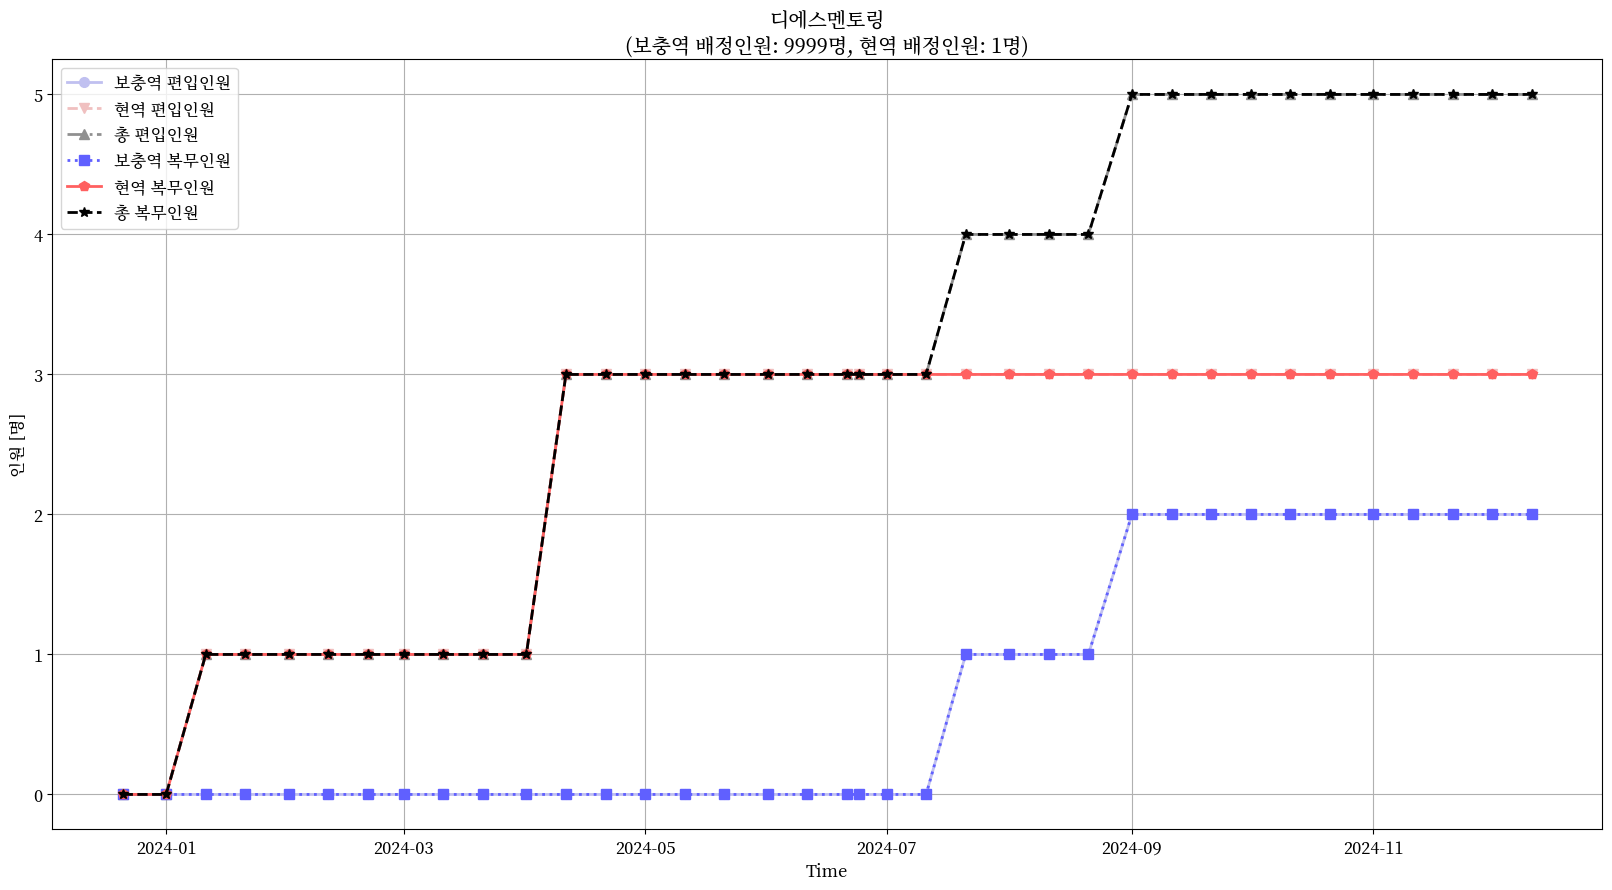 디에스멘토링
(보충역 배정인원: 9999명, 현역 배정인원: 1명)
보충역 편입인원
현역 편입인원
총 편입인원
보충역 복무인원
현역 복무인원
총 복무인원
인원 [명]
5
4
3
2
1
0
2024-01
2024-03
2024-05
2024-07
2024-09
2024-11
Time